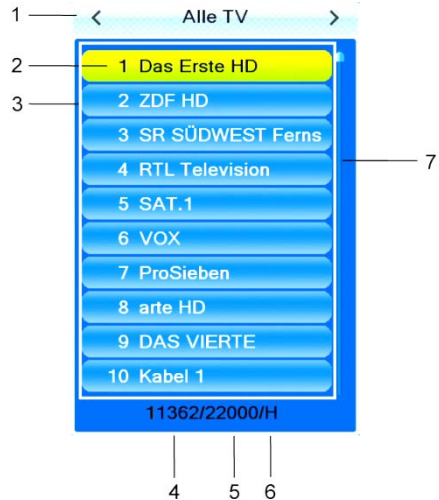 1
< Alle TV >
2
1 Das Erste HD
3
2 ZDF HD
3 SR SÜDWEST Ferns
7
4 RTL Television
5 SAT.1
6 VOX
7 ProSieben
8 arte HD
9 DAS VIERTE
10 Kabel 1
11362/22000/H
4 5 6